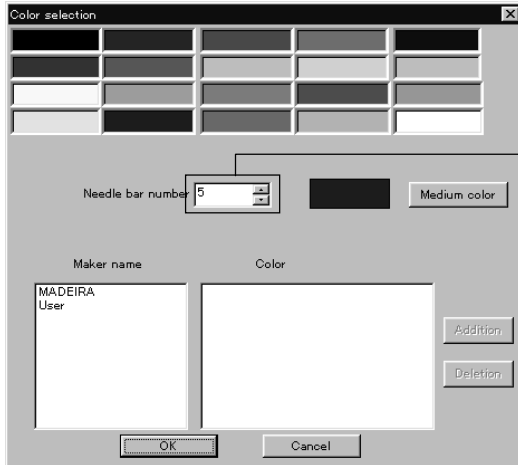 Color selection
Needle bar number 5
Medium color
Maker name Color
MADEIRA
User
Addition
Deletion
OK Cancel